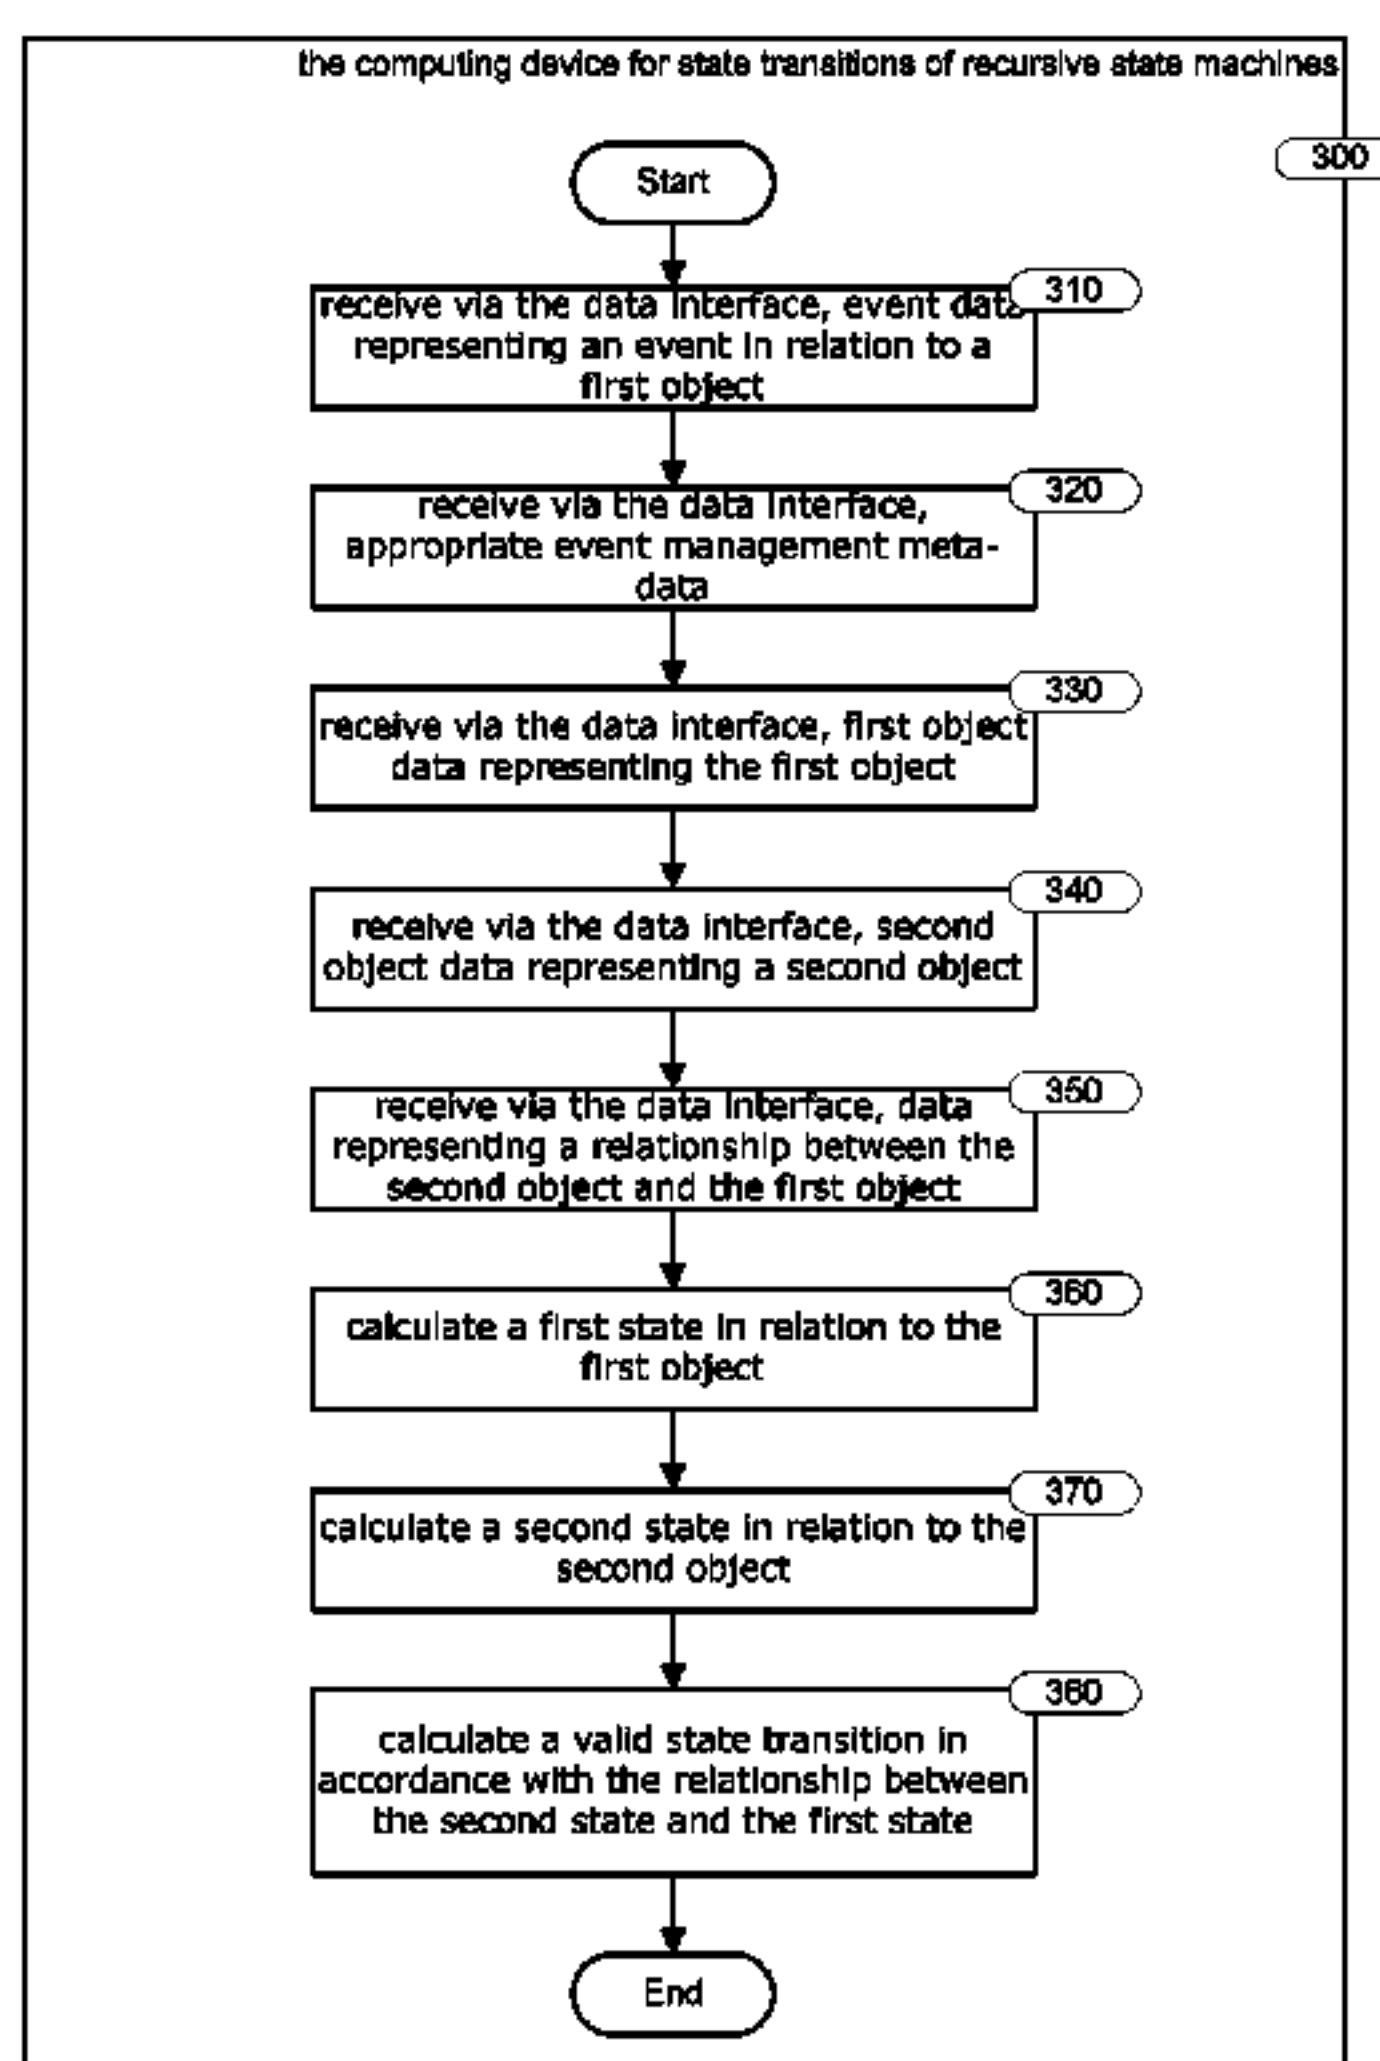 the computing device for state transitions of recursive state machines
300
Start
310
receive via the data interface, event data
representing an event in relation to a
first object
320
receive via the data interface,
appropriate event management meta-
data
330
receive via the data interface, first object
data representing the first object
340
receive via the data interface, second
object data representing a second object
350
receive via the data interface, data
representing a relationship between the
second object and the first object
360
calculate a first state in relation to the
first object
370
calculate a second state in relation to the
second object
380
calculate a valid state transition in
accordance with the relationship between
the second state and the first state
End